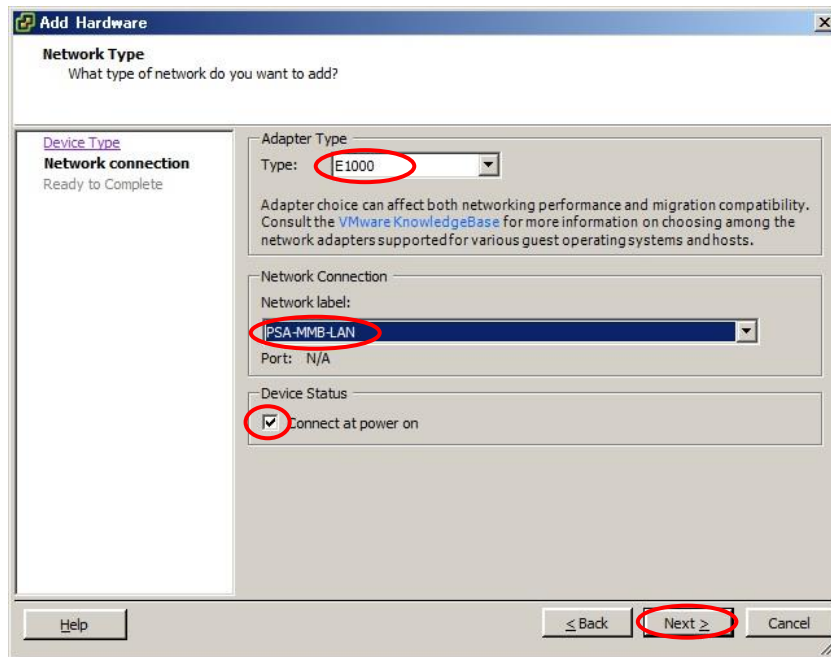 Add Hardware
Network Type
What type of network do you want to add?
Device Type
Network connection
Ready to Complete
Adapter Type
Type: E1000
Adapter choice can affect both networking performance and migration compatibility.
Consult the VMware KnowledgeBase for more information on choosing among the
network adapters supported for various guest operating systems and hosts.
Network Connection
Network label:
PSA-MMB-LAN
Port: N/A
Device Status
Connect at power on
Help
< Back
Next >
Cancel